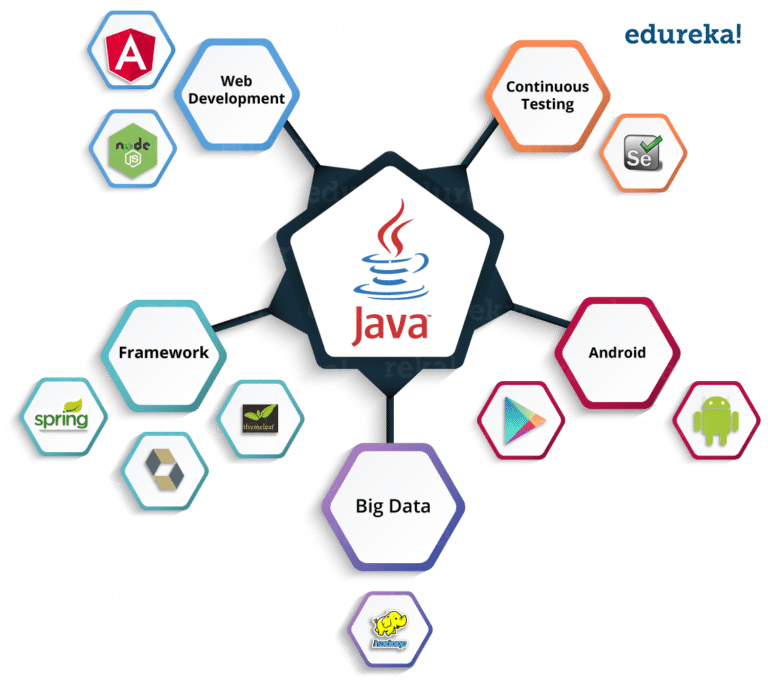 edureka!
Web
Development
Continuous
Testing
node
JS
Se
Java
Framework
Android
spring
thymeleaf
Big Data
hadoop